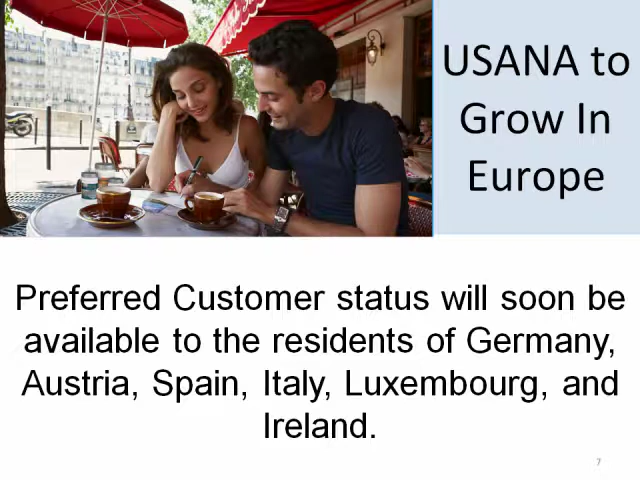 USANA to
Grow In
Europe
Preferred Customer status will soon be
available to the residents of Germany,
Austria, Spain, Italy, Luxembourg, and
Ireland.
7